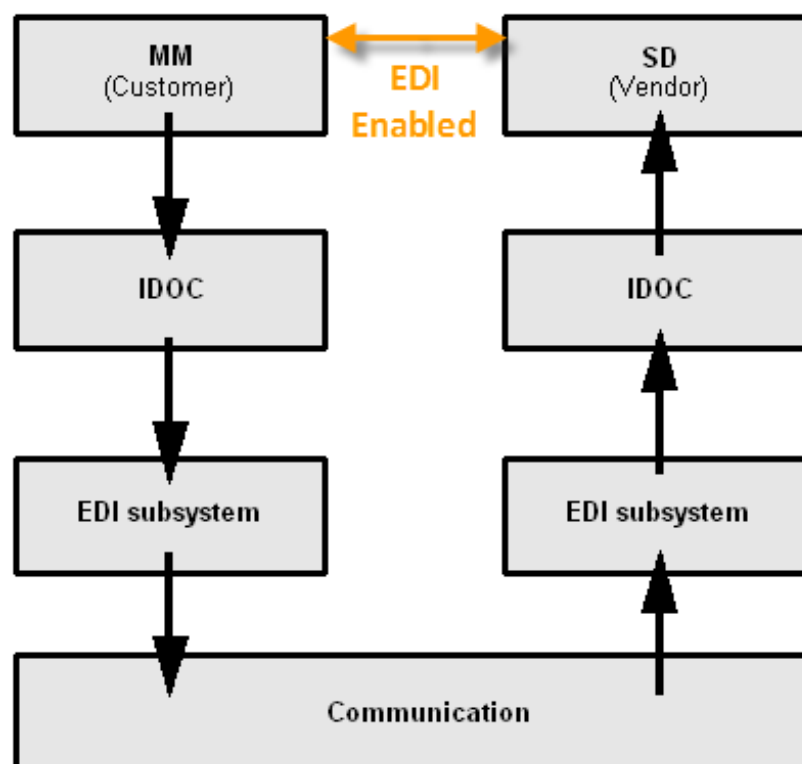 MM
(Customer)
EDI
Enabled
SD
(Vendor)
IDOC
IDOC
EDI subsystem
EDI subsystem
Communication